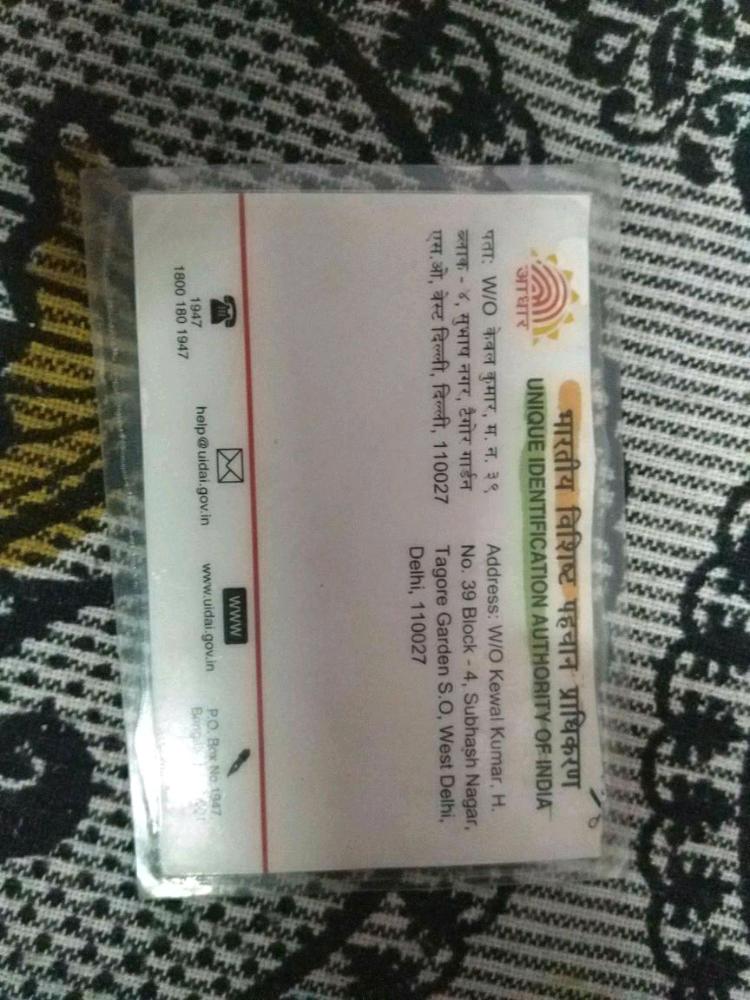 भारतीय विशिष्ट पहचान प्राधिकरण
UNIQUE IDENTIFICATION AUTHORITY OF INDIA
आधार
पता: W/O केवल कुमार, म. न. ३९
ब्लाक - ४, सुभाष नगर, टैगोर गार्डन
एस.ओ, वेस्ट दिल्ली, दिल्ली, 110027
Address: W/O Kewal Kumar, H.
No. 39 Block - 4, Subhash Nagar,
Tagore Garden S.O, West Delhi,
Delhi, 110027
1947
1800 180 1947
help@uidai.gov.in
WWW
www.uidai.gov.in
P.O. Box No.1947